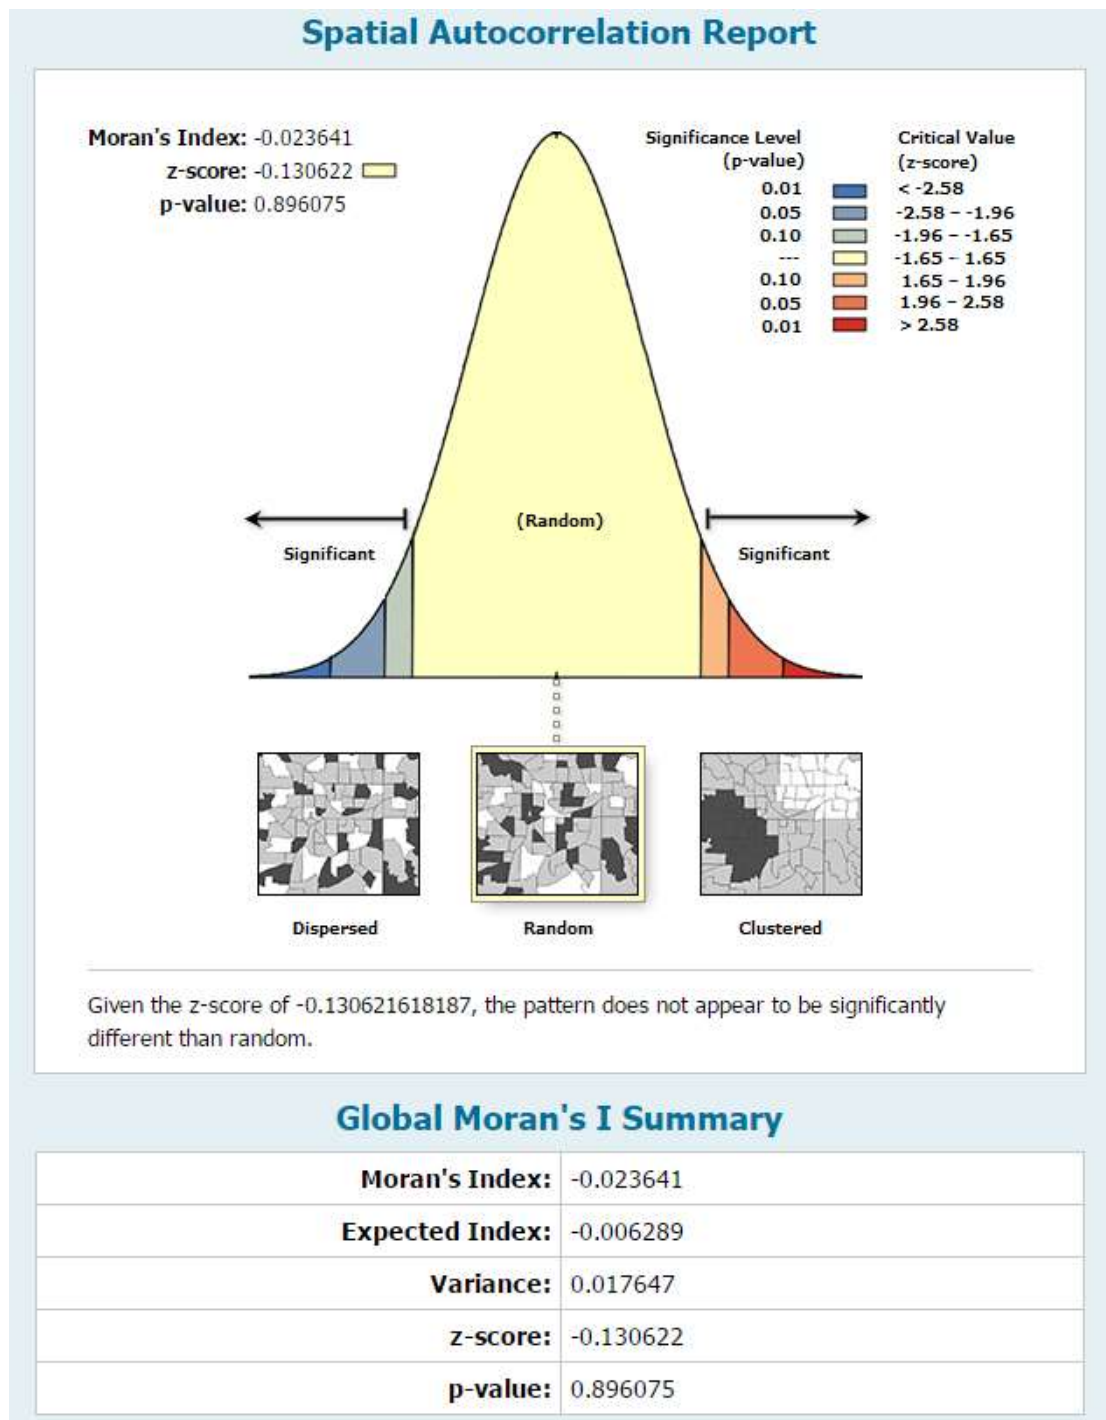 Spatial Autocorrelation Report
Moran's Index: -0.023641
z-score: -0.130622
p-value: 0.896075
Significance Level (p-value)
Critical Value (z-score)
0.01 < -2.58
0.05 -2.58 – -1.96
0.10 -1.96 – -1.65
--- -1.65 – 1.65
0.10 1.65 – 1.96
0.05 1.96 – 2.58
0.01 > 2.58
(Random)
Significant
Significant
Dispersed
Random
Clustered
Given the z-score of -0.130621618187, the pattern does not appear to be significantly
different than random.
Global Moran's I Summary
Moran's Index: -0.023641
Expected Index: -0.006289
Variance: 0.017647
z-score: -0.130622
p-value: 0.896075